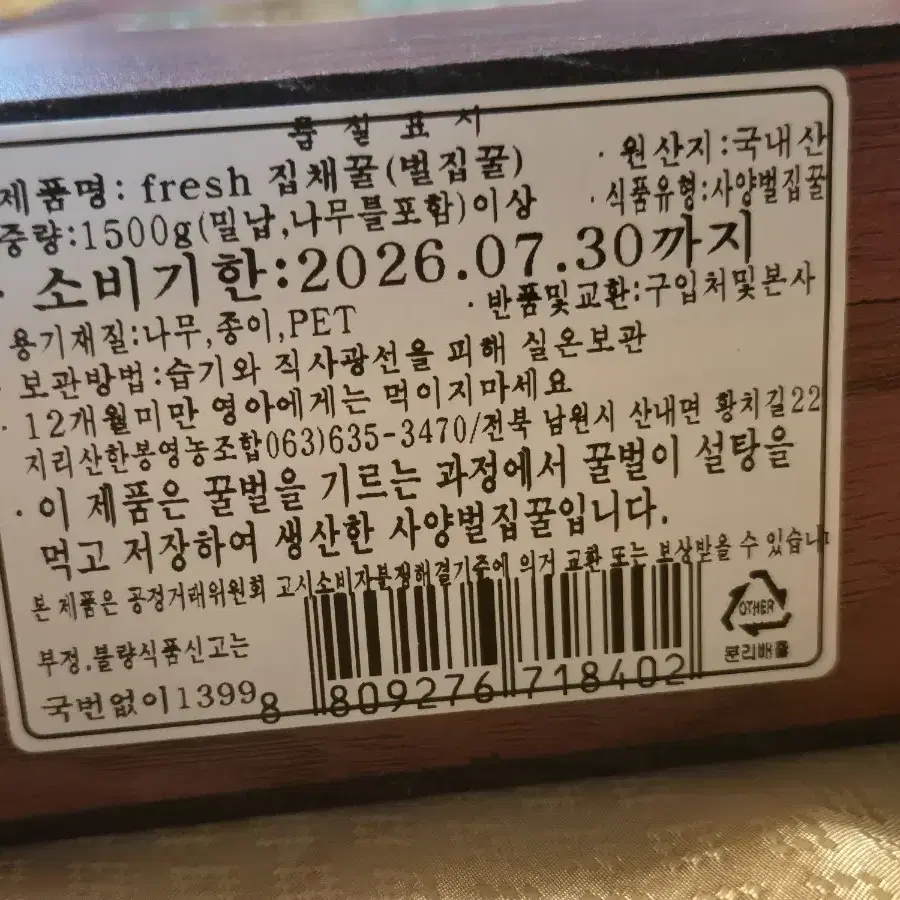 품 질 표 시
제품명: fresh 집채꿀(벌집꿀)
· 원산지:국내산
중량:1500g(밀납,나무틀포함)이상
· 식품유형:사양벌집꿀
· 소비기한:2026.07.30까지
용기재질:나무,종이,PET
· 반품및교환:구입처및본사
· 보관방법:습기와 직사광선을 피해 실온보관
· 12개월미만 영아에게는 먹이지마세요
지리산한봉영농조합063)635-3470/전북 남원시 산내면 황치길22
· 이 제품은 꿀벌을 기르는 과정에서 꿀벌이 설탕을
먹고 저장하여 생산한 사양벌집꿀입니다.
본 제품은 공정거래위원회 고시소비자분쟁해결기준에 의거 교환 또는 보상받을 수 있습니
부정.불량식품신고는
국번없이1399
8 809276 718402
OTHER
분리배출